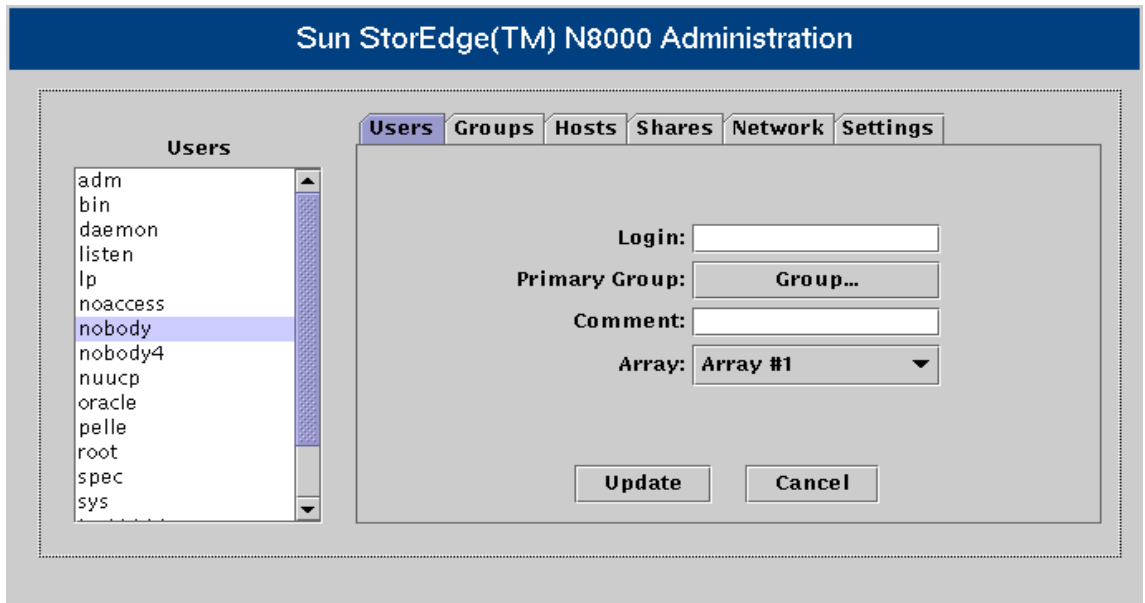 Sun StorEdge(TM) N8000 Administration
Users Groups Hosts Shares Network Settings
Users
adm
bin
daemon
listen
lp
noaccess
nobody
nobody4
nuucp
oracle
pelle
root
spec
sys
Login:
Primary Group: Group...
Comment:
Array: Array #1
Update Cancel